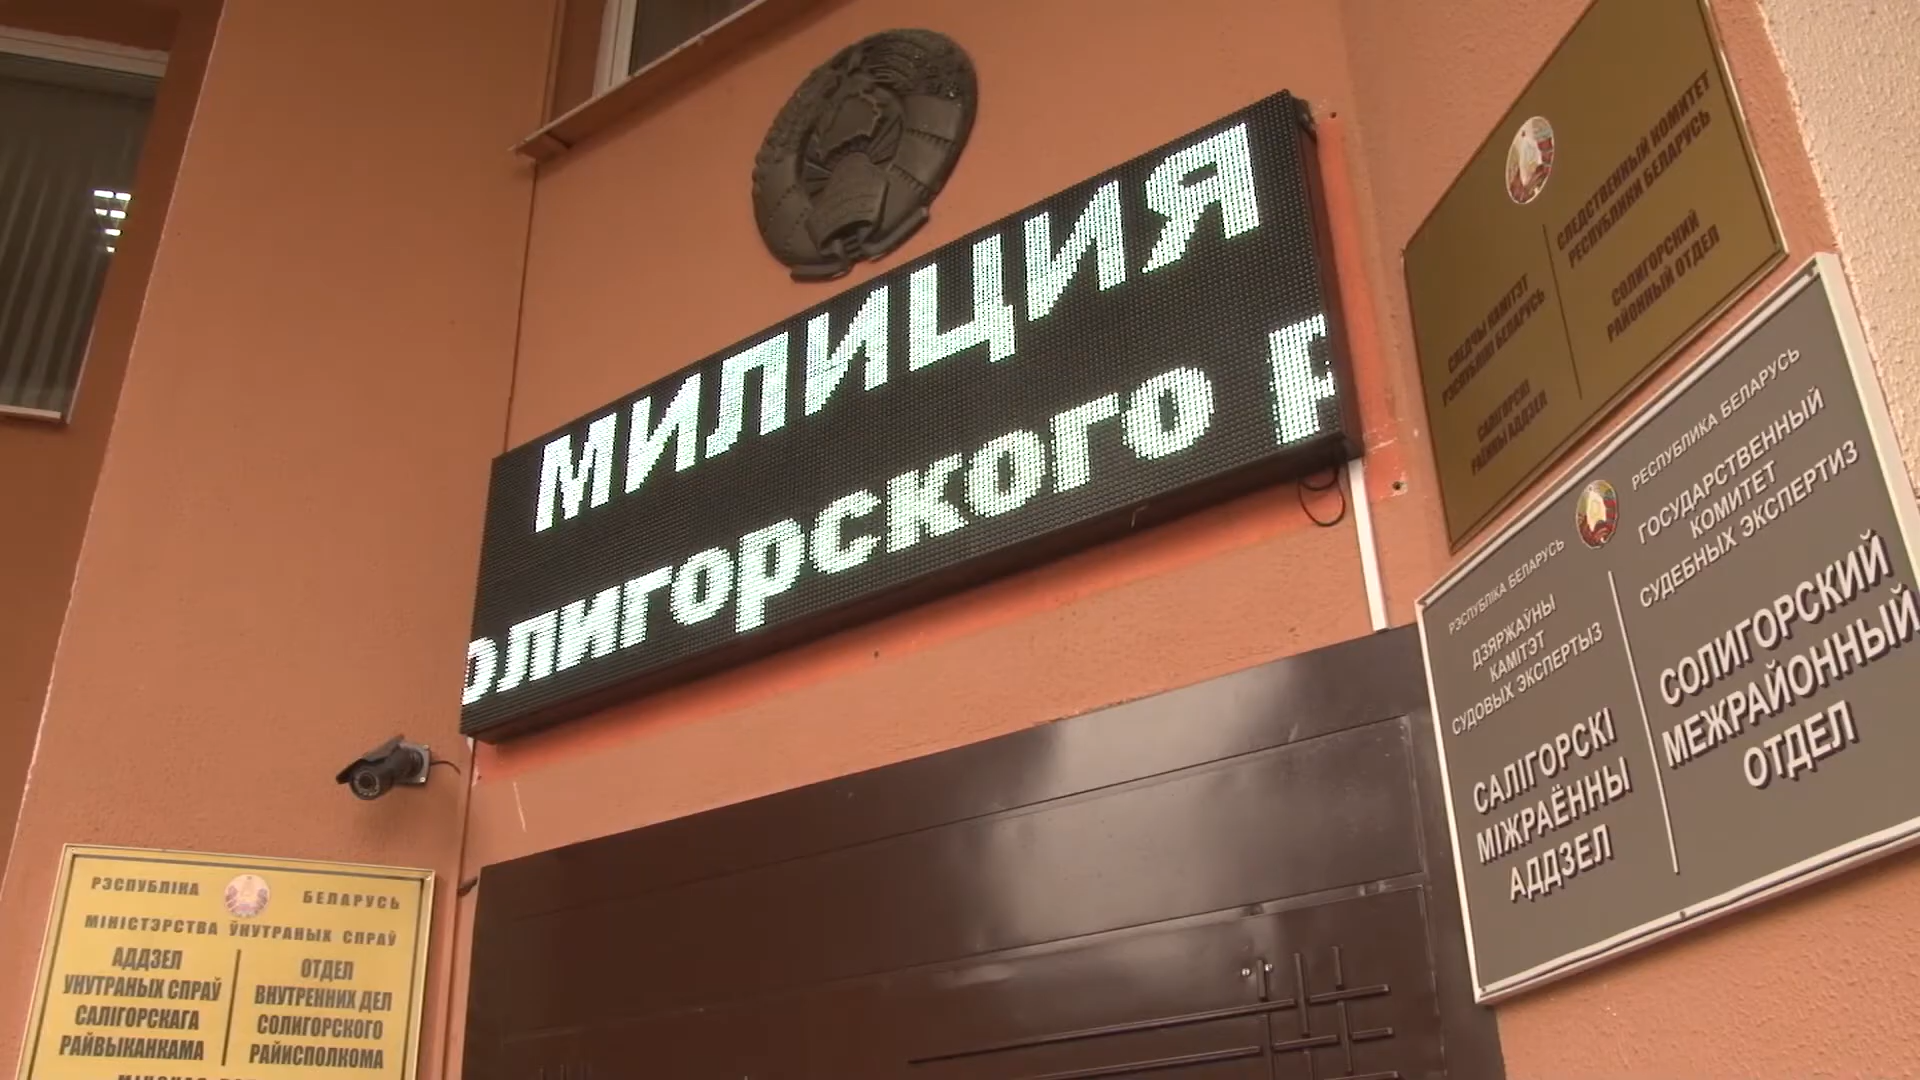 МИЛИЦИЯ
олигорского р
СЛЕДЧЫ КАМІТЭТ
РЭСПУБЛІКІ БЕЛАРУСЬ
САЛІГОРСКІ
РАЁННЫ АДДЗЕЛ
СЛЕДСТВЕННЫЙ КОМИТЕТ
РЕСПУБЛИКИ БЕЛАРУСЬ
СОЛИГОРСКИЙ
РАЙОННЫЙ ОТДЕЛ
РЭСПУБЛІКА БЕЛАРУСЬ
ДЗЯРЖАЎНЫ
КАМІТЭТ
СУДОВЫХ ЭКСПЕРТЫЗ
САЛІГОРСКІ
МІЖРАЁННЫ
АДДЗЕЛ
РЕСПУБЛИКА БЕЛАРУСЬ
ГОСУДАРСТВЕННЫЙ
КОМИТЕТ
СУДЕБНЫХ ЭКСПЕРТИЗ
СОЛИГОРСКИЙ
МЕЖРАЙОННЫЙ
ОТДЕЛ
РЭСПУБЛІКА БЕЛАРУСЬ
МІНІСТЭРСТВА ЎНУТРАНЫХ СПРАЎ
АДДЗЕЛ
УНУТРАНЫХ СПРАЎ
САЛІГОРСКАГА
РАЙВЫКАНКАМА
ОТДЕЛ
ВНУТРЕННИХ ДЕЛ
СОЛИГОРСКОГО
РАЙИСПОЛКОМА